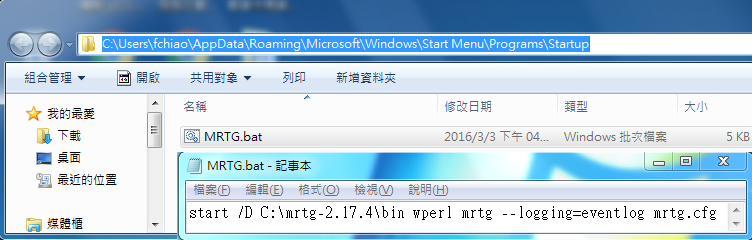 C:\Users\fchiao\AppData\Roaming\Microsoft\Windows\Start Menu\Programs\Startup
組合管理 開啟 共用對象 列印 新增資料夾
我的最愛
下載
桌面
最近的位置
媒體櫃
名稱 修改日期 類型 大小
MRTG.bat 2016/3/3 下午 04... Windows 批次檔案 5 KB
MRTG.bat - 記事本
檔案(F) 編輯(E) 格式(O) 檢視(V) 說明(H)
start /D C:\mrtg-2.17.4\bin wperl mrtg --logging=eventlog mrtg.cfg